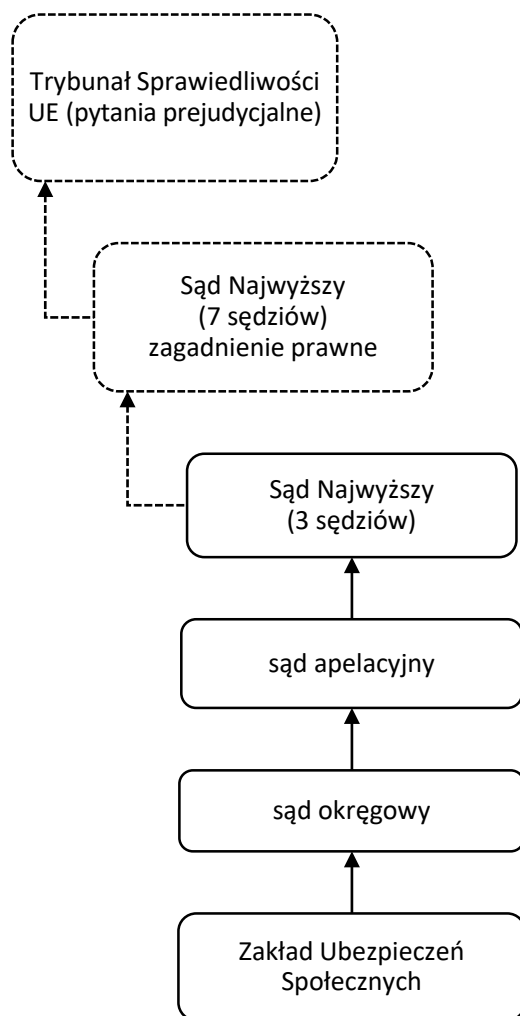 Trybunał Sprawiedliwości
UE (pytania prejudycjalne)
Sąd Najwyższy
(7 sędziów)
zagadnienie prawne
Sąd Najwyższy
(3 sędziów)
sąd apelacyjny
sąd okręgowy
Zakład Ubezpieczeń
Społecznych